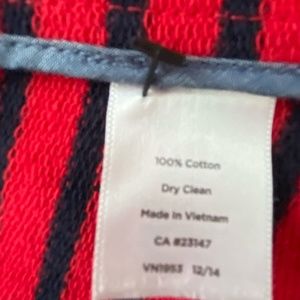 100% Cotton
Dry Clean
Made in Vietnam
CA #23147
VN1953 12/14